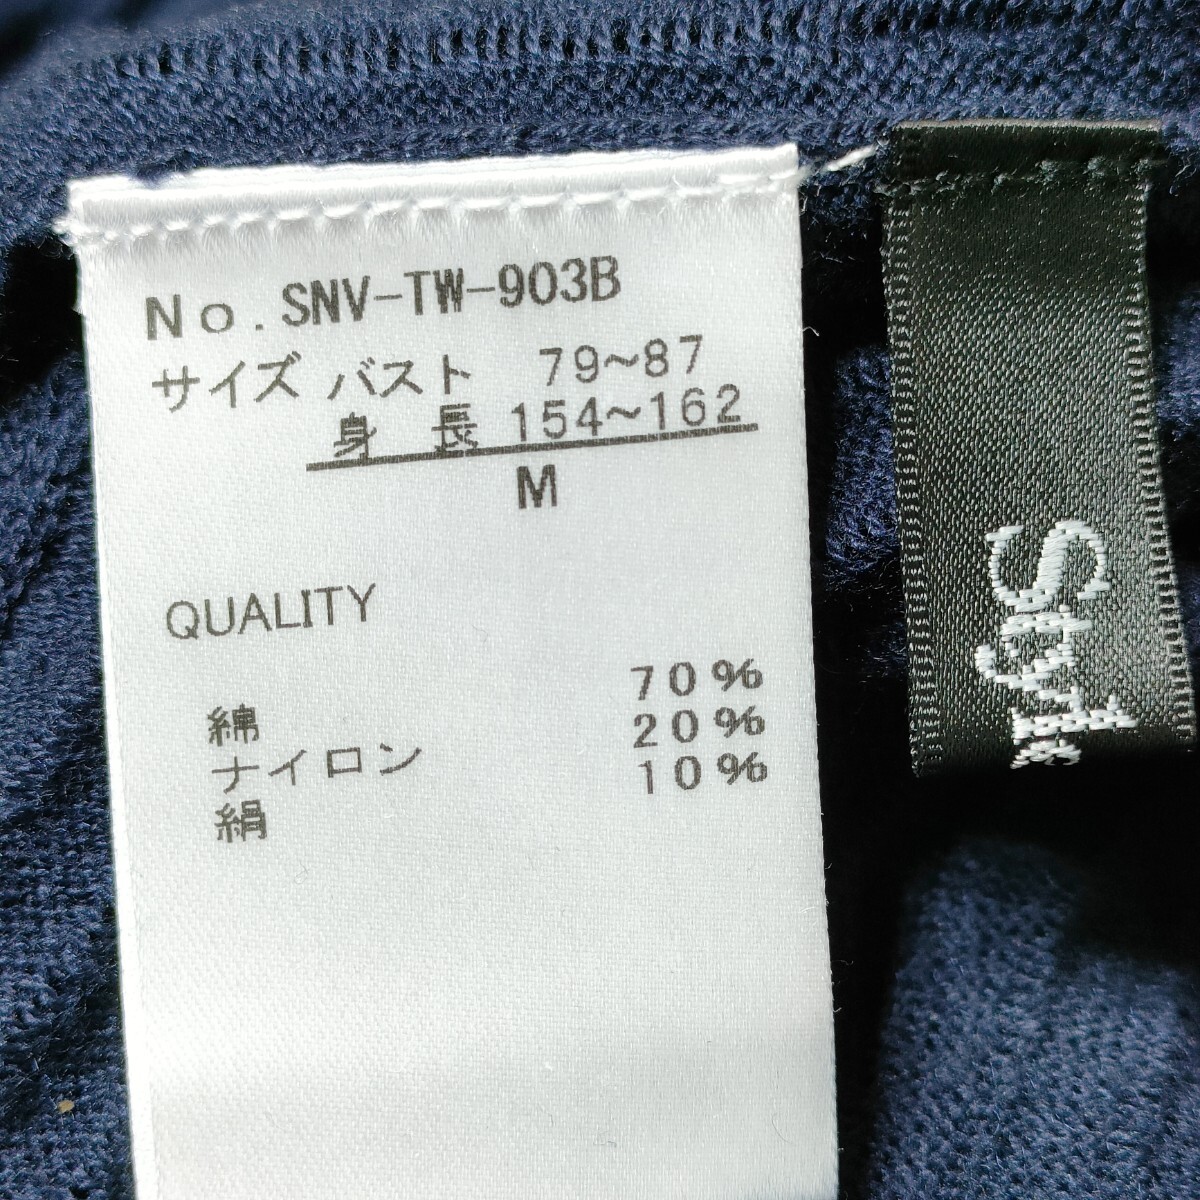 No.SNV-TW-903B
サイズ バスト 79~87
身 長 154~162
M
QUALITY
綿 70%
ナイロン 20%
絹 10%